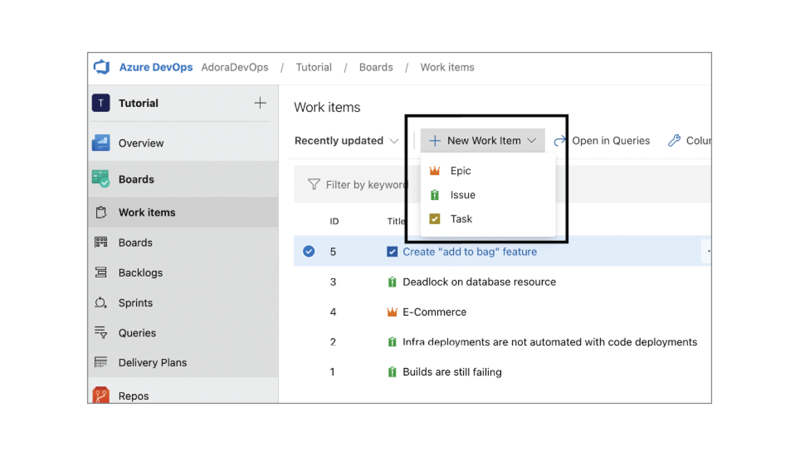 Azure DevOps AdoraDevOps / Tutorial / Boards / Work items
T Tutorial
Overview
Boards
Work items
Boards
Backlogs
Sprints
Queries
Delivery Plans
Repos
Work items
Recently updated New Work Item Open in Queries Colu
Epic
Issue
Task
Filter by keyword
ID Title
5 Create "add to bag" feature
3 Deadlock on database resource
4 E-Commerce
2 Infra deployments are not automated with code deployments
1 Builds are still failing